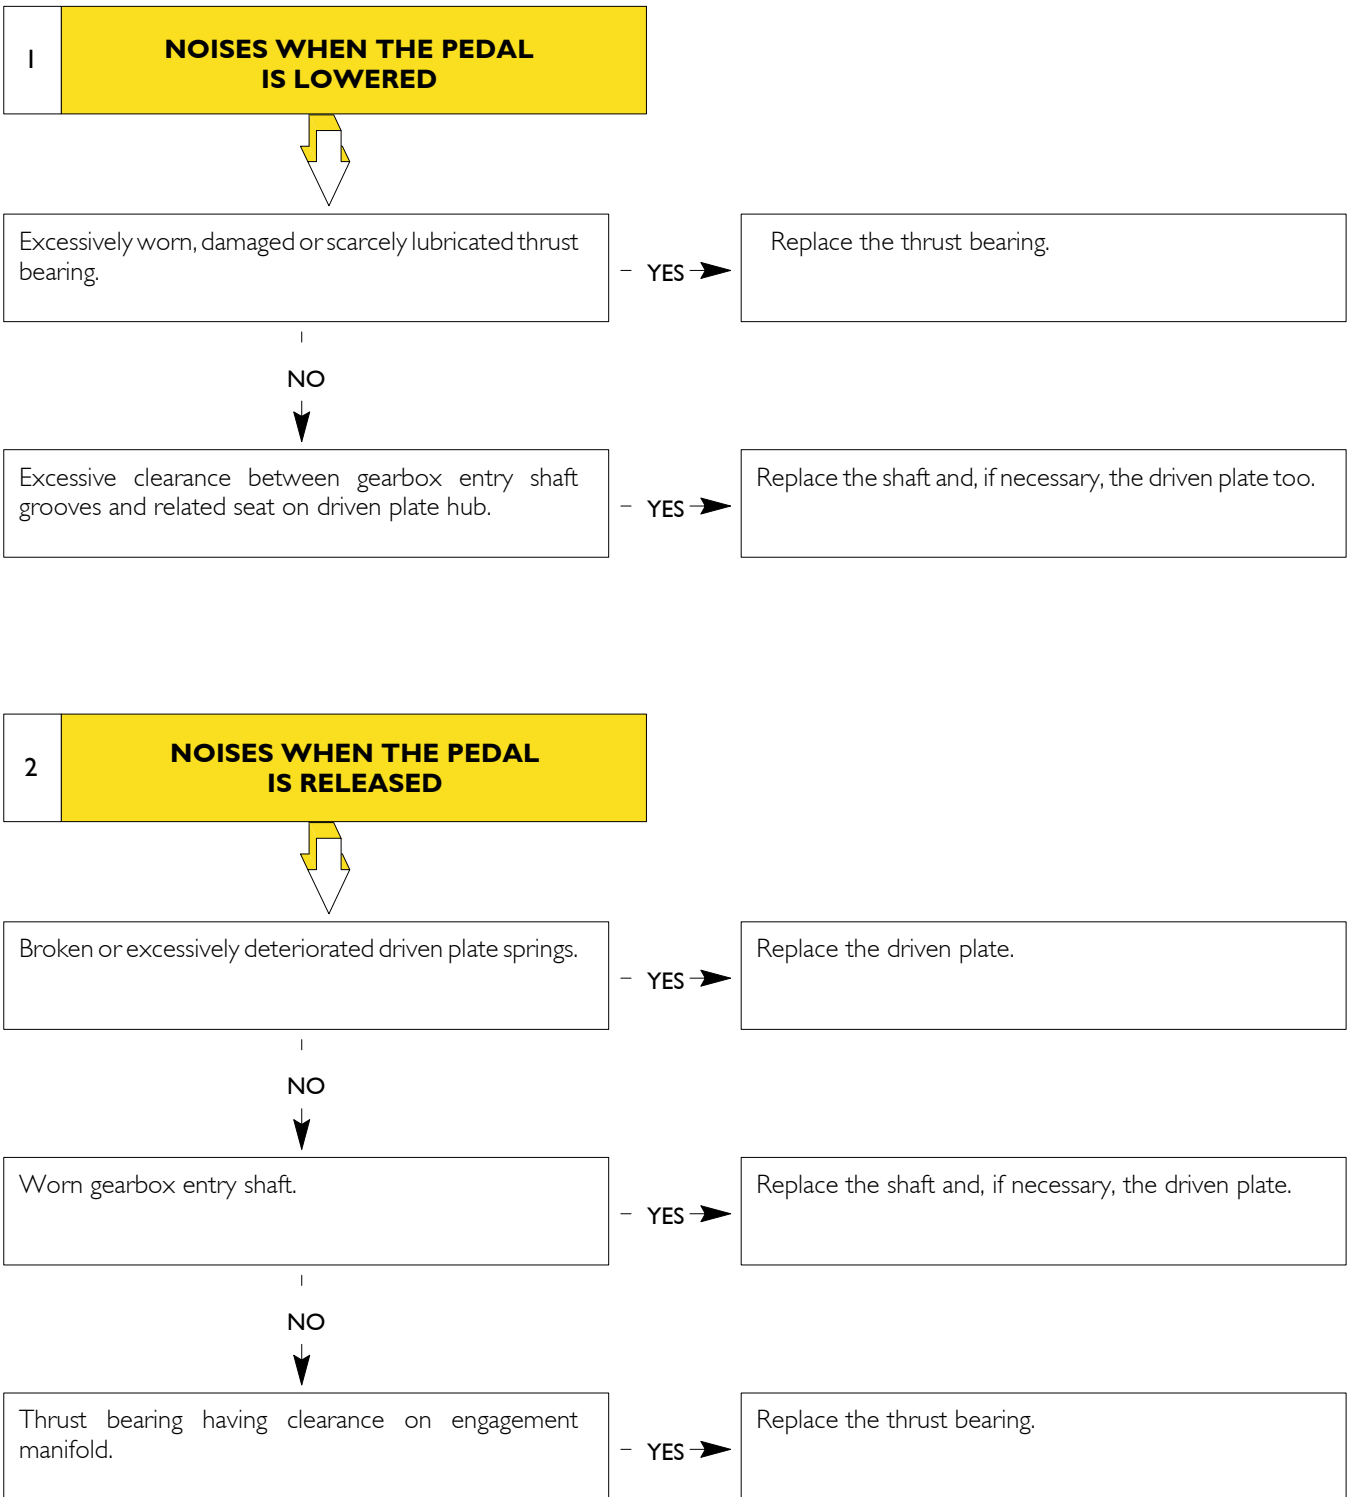 1
NOISES WHEN THE PEDAL
IS LOWERED
Excessively worn, damaged or scarcely lubricated thrust
bearing.
YES
Replace the thrust bearing.
NO
Excessive clearance between gearbox entry shaft
grooves and related seat on driven plate hub.
YES
Replace the shaft and, if necessary, the driven plate too.
2
NOISES WHEN THE PEDAL
IS RELEASED
Broken or excessively deteriorated driven plate springs.
YES
Replace the driven plate.
NO
Worn gearbox entry shaft.
YES
Replace the shaft and, if necessary, the driven plate.
NO
Thrust bearing having clearance on engagement
manifold.
YES
Replace the thrust bearing.